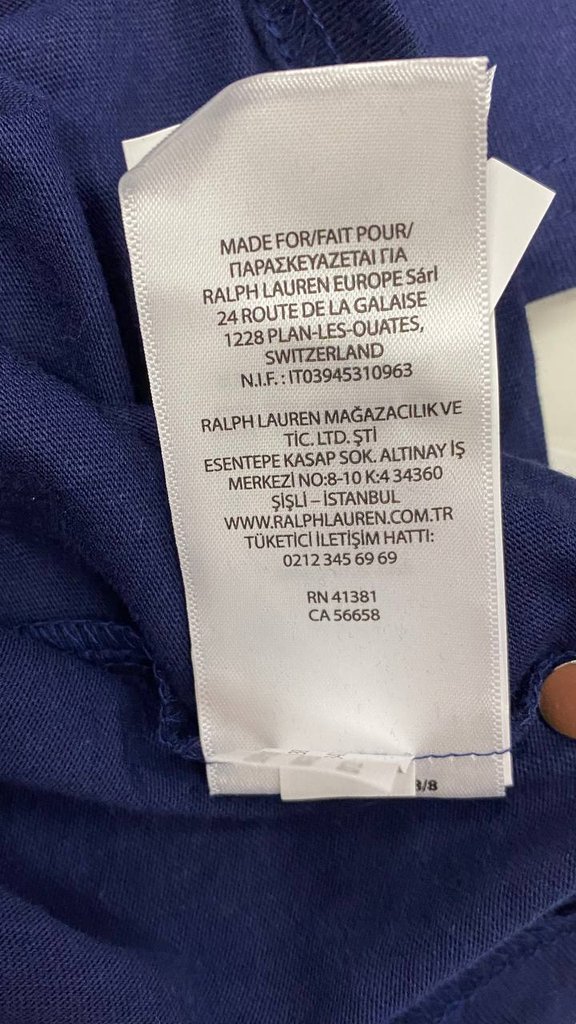 MADE FOR/FAIT POUR/
ΠΑΡΑΣΚΕΥΑΖΕΤΑΙ ΓΙΑ
RALPH LAUREN EUROPE Sárl
24 ROUTE DE LA GALAISE
1228 PLAN-LES-OUATES,
SWITZERLAND
N.I.F. : IT03945310963
RALPH LAUREN MAĞAZACILIK VE
TİC. LTD. ŞTİ
ESENTEPE KASAP SOK. ALTINAY İŞ
MERKEZİ NO:8-10 K:4 34360
ŞİŞLİ – İSTANBUL
WWW.RALPHLAUREN.COM.TR
TÜKETİCİ İLETİŞİM HATTI:
0212 345 69 69
RN 41381
CA 56658
3/8